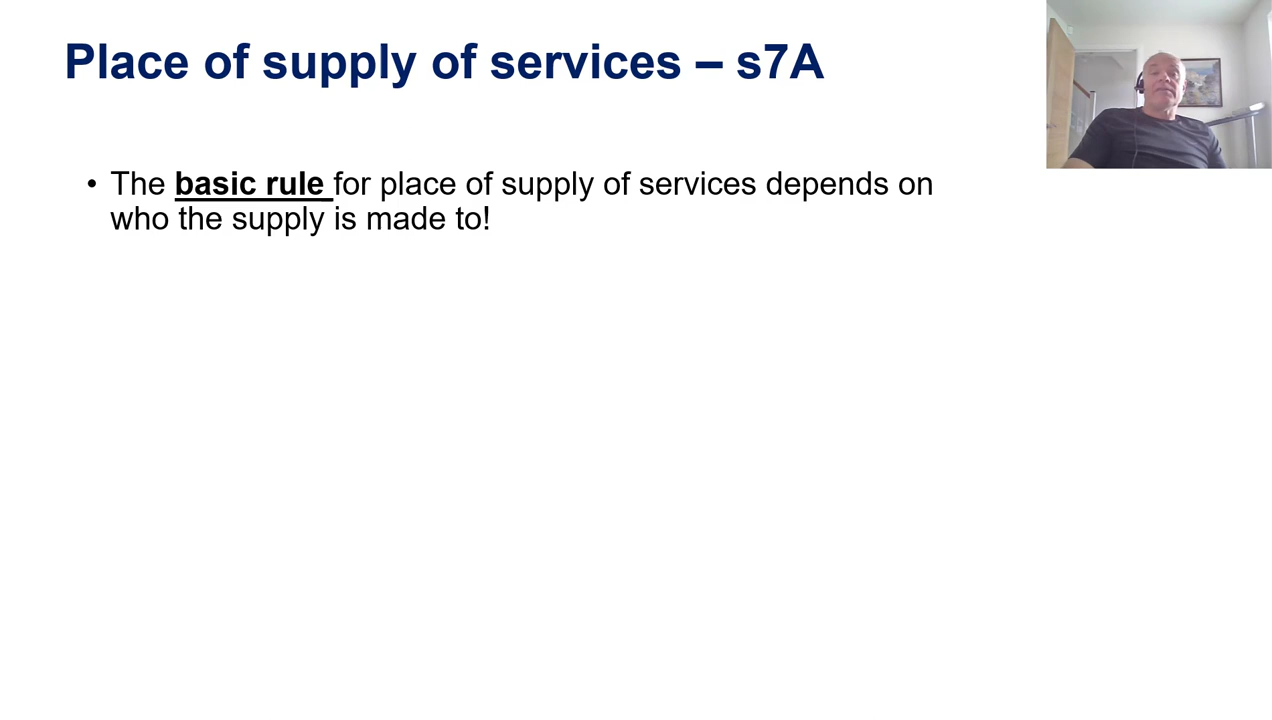 Place of supply of services – s7A
• The basic rule for place of supply of services depends on
who the supply is made to!